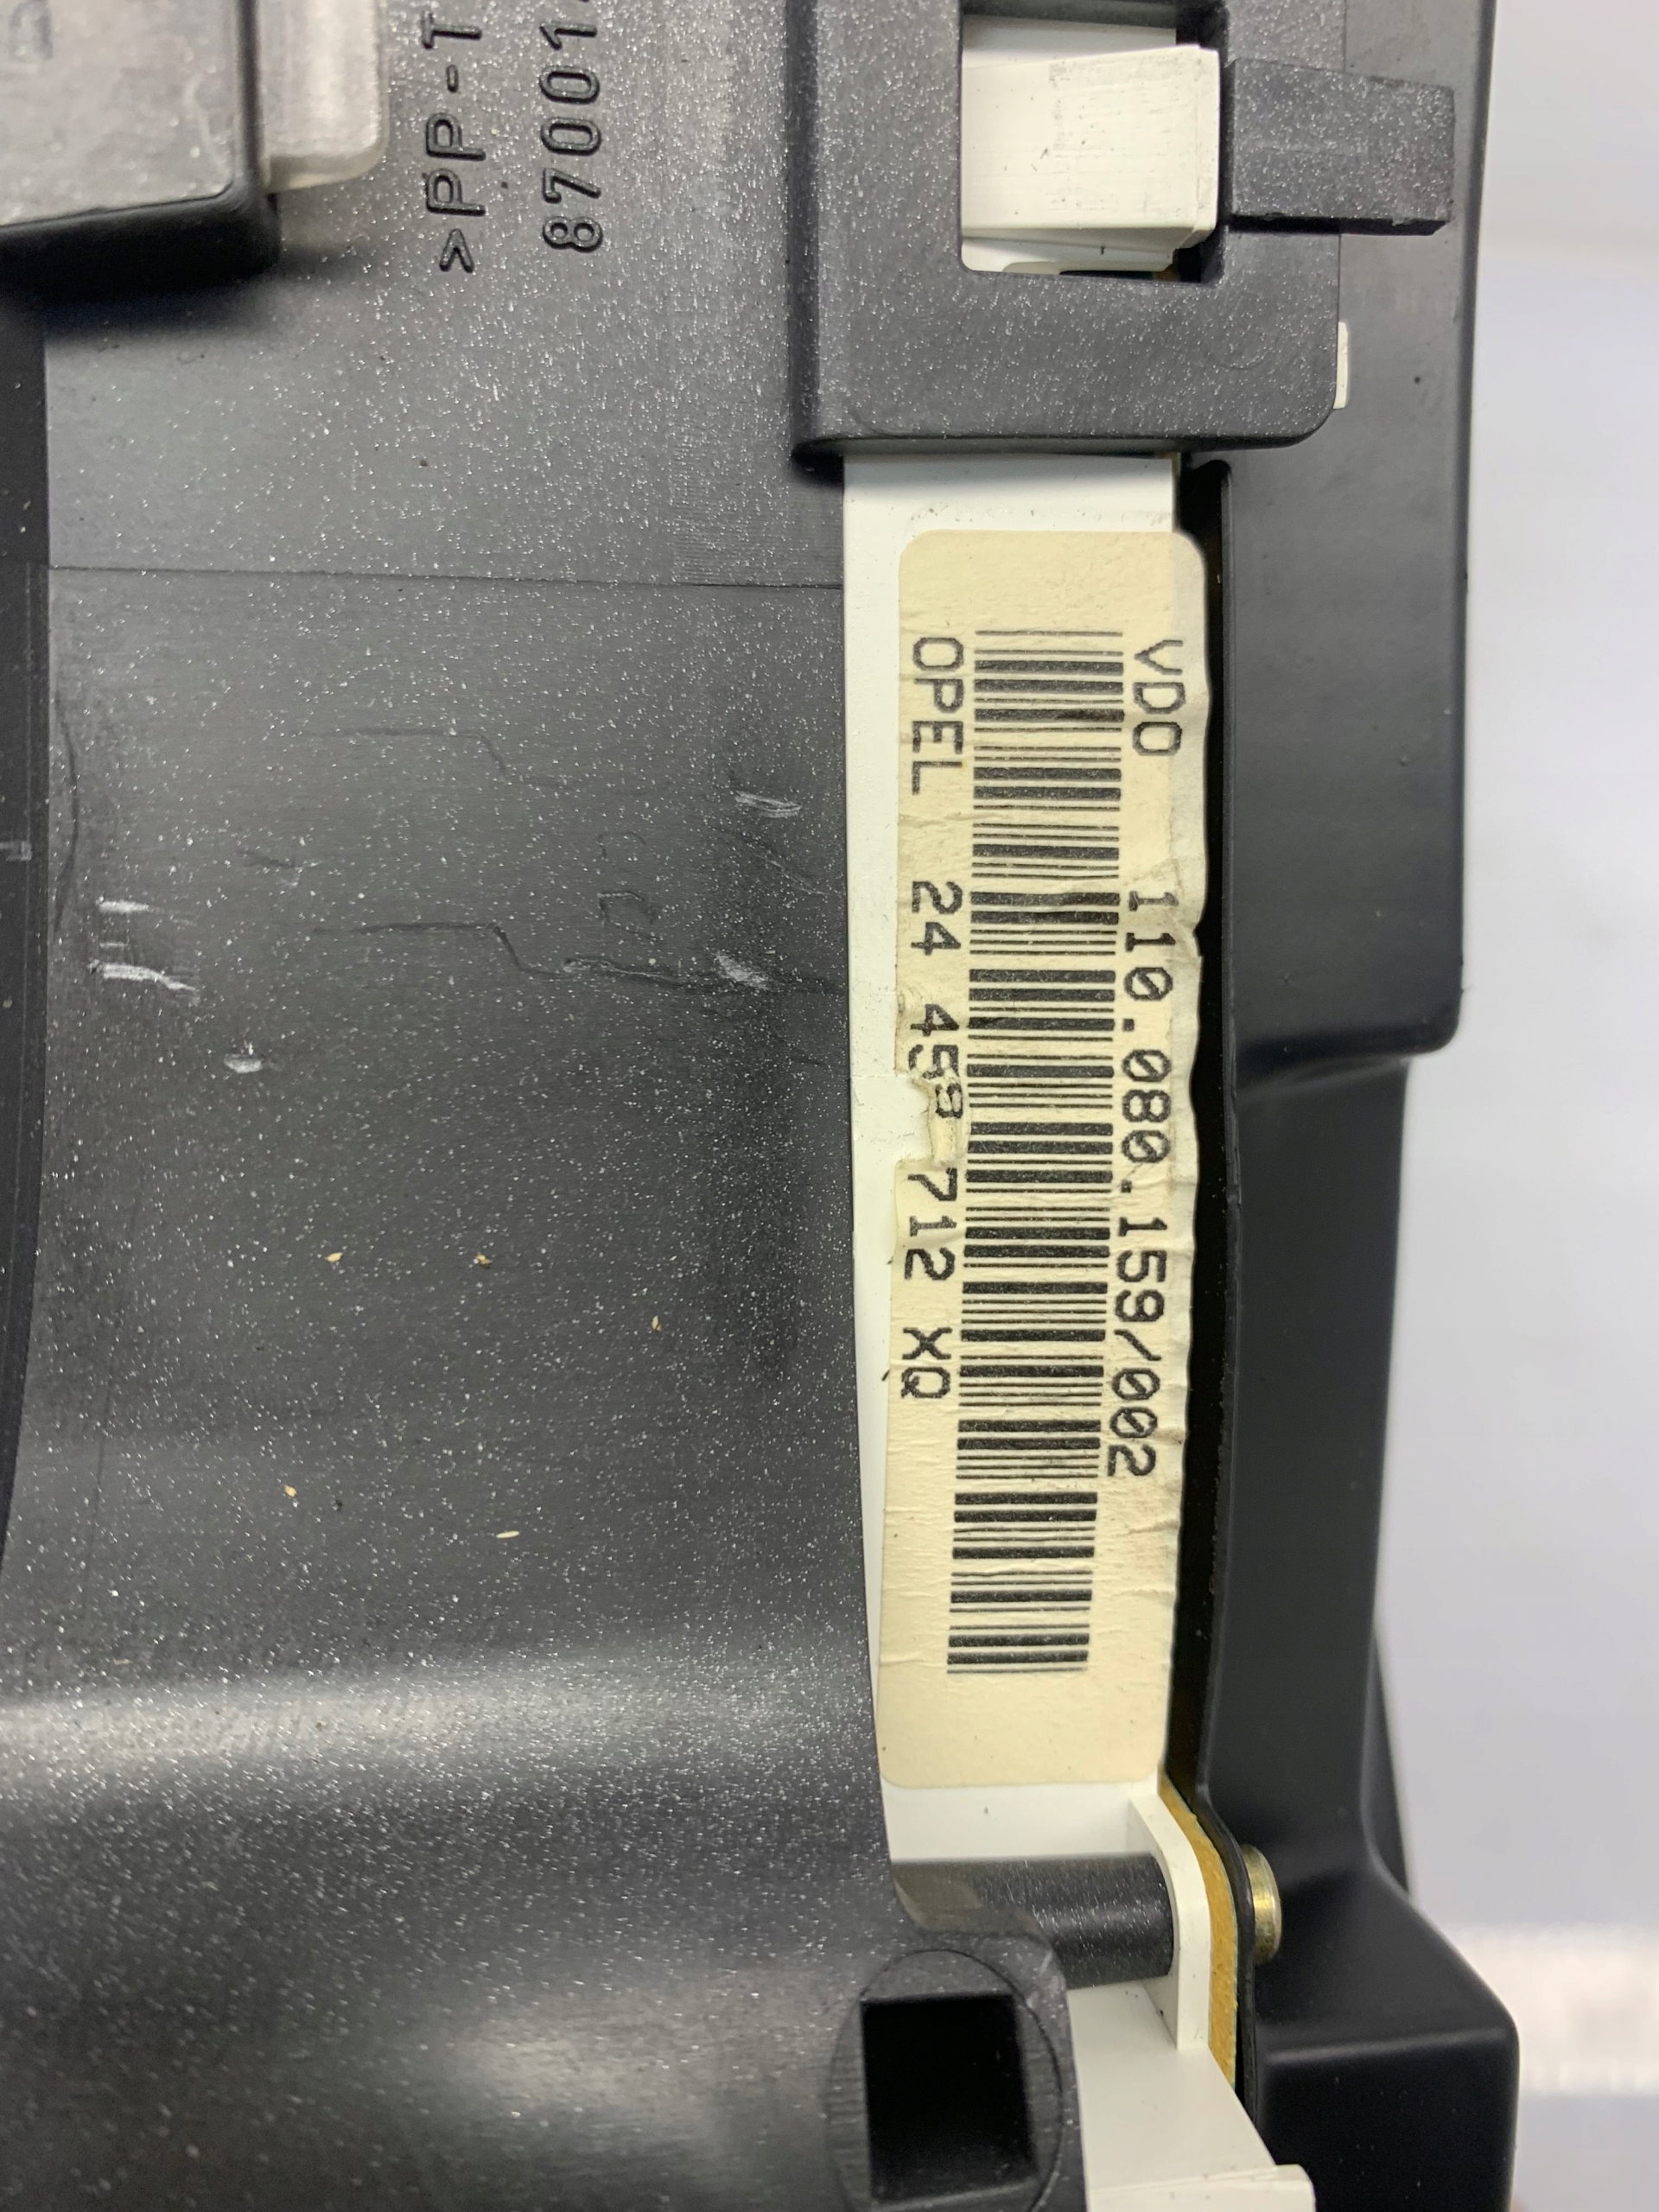 VDO 110.080.159/002
OPEL 24 459 712 XQ
>PP-T
87001